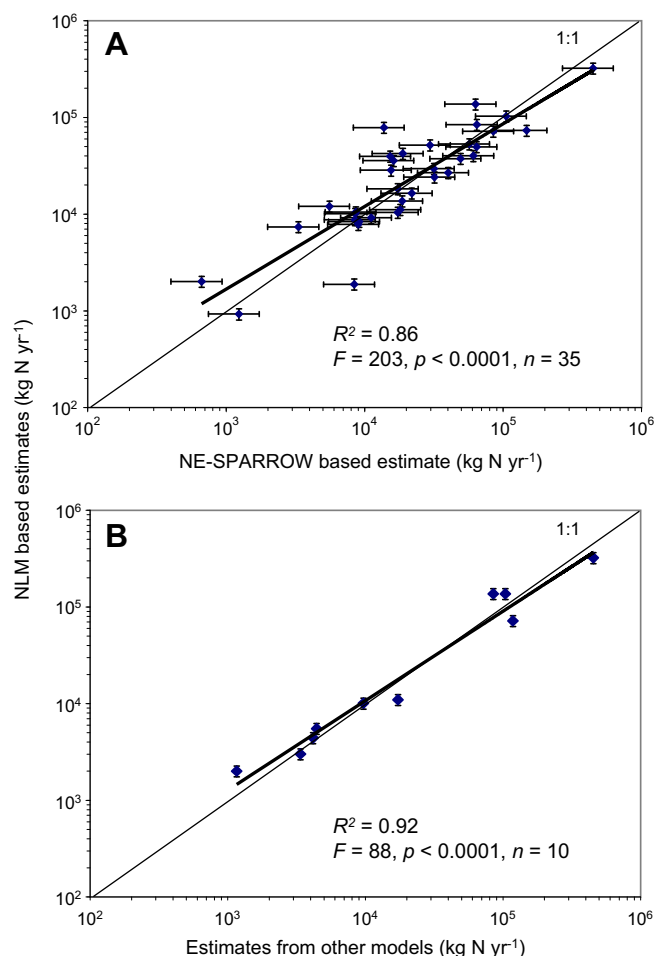 A
1:1
10⁶
10⁵
10⁴
10³
10²
R² = 0.86
F = 203, p < 0.0001, n = 35
10² 10³ 10⁴ 10⁵ 10⁶
NE-SPARROW based estimate (kg N yr⁻¹)
NLM based estimates (kg N yr⁻¹)
B
1:1
10⁶
10⁵
10⁴
10³
10²
R² = 0.92
F = 88, p < 0.0001, n = 10
10² 10³ 10⁴ 10⁵ 10⁶
Estimates from other models (kg N yr⁻¹)